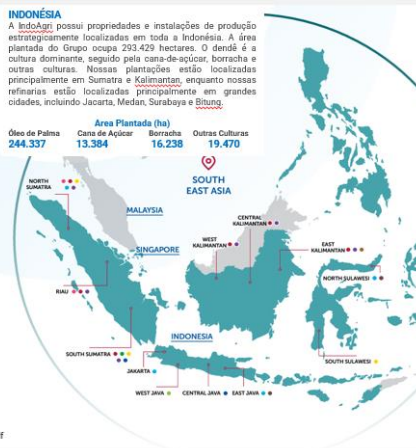 INDONÉSIA
A IndoAgri possui propriedades e instalações de produção
estrategicamente localizadas em toda a Indonésia. A área
plantada do Grupo ocupa 293.429 hectares. O dendê é a
cultura dominante, seguido pela cana-de-açúcar, borracha e
outras culturas. Nossas plantações estão localizadas
principalmente em Sumatra e Kalimantan, enquanto nossas
refinarias estão localizadas principalmente em grandes
cidades, incluindo Jacarta, Medan, Surabaya e Bitung.
Area Plantada (ha)
Óleo de Palma Cana de Açúcar Borracha Outras Culturas
244.337 13.384 16.238 19.470
SOUTH
EAST ASIA
NORTH
SUMATRA
MALAYSIA
SINGAPORE
CENTRAL
KALIMANTAN
WEST
KALIMANTAN
EAST
KALIMANTAN
NORTH SULAWESI
RIAU
INDONESIA
SOUTH SUMATRA
SOUTH SULAWESI
JAKARTA
WEST JAVA CENTRAL JAVA EAST JAVA
f